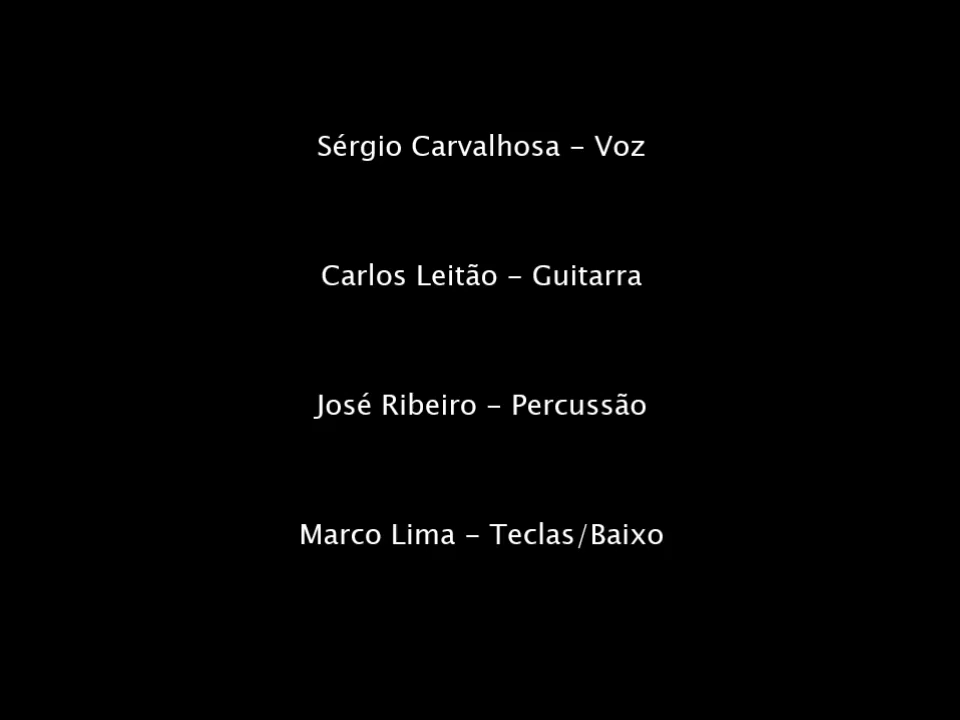 Sérgio Carvalhosa - Voz
Carlos Leitão - Guitarra
José Ribeiro - Percussão
Marco Lima - Teclas/Baixo